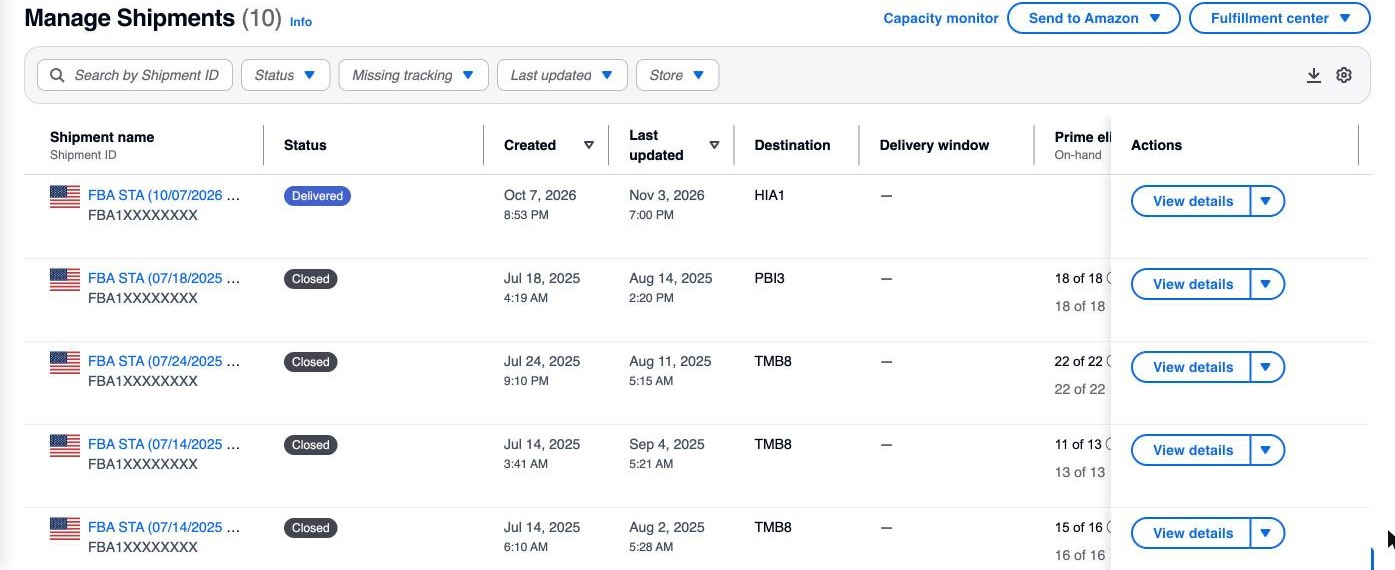 Manage Shipments (10) Info
Capacity monitor Send to Amazon Fulfillment center
Search by Shipment ID Status Missing tracking Last updated Store
Shipment name
Shipment ID
Status
Created
Last
updated
Destination
Delivery window
Prime eli
On-hand
Actions
FBA STA (10/07/2026 ... Delivered Oct 7, 2026 Nov 3, 2026 HIA1 — View details
FBA1XXXXXXXX 8:53 PM 7:00 PM
FBA STA (07/18/2025 ... Closed Jul 18, 2025 Aug 14, 2025 PBI3 — 18 of 18 View details
FBA1XXXXXXXX 4:19 AM 2:20 PM 18 of 18
FBA STA (07/24/2025 ... Closed Jul 24, 2025 Aug 11, 2025 TMB8 — 22 of 22 View details
FBA1XXXXXXXX 9:10 PM 5:15 AM 22 of 22
FBA STA (07/14/2025 ... Closed Jul 14, 2025 Sep 4, 2025 TMB8 — 11 of 13 View details
FBA1XXXXXXXX 3:41 AM 5:21 AM 13 of 13
FBA STA (07/14/2025 ... Closed Jul 14, 2025 Aug 2, 2025 TMB8 — 15 of 16 View details
FBA1XXXXXXXX 6:10 AM 5:28 AM 16 of 16